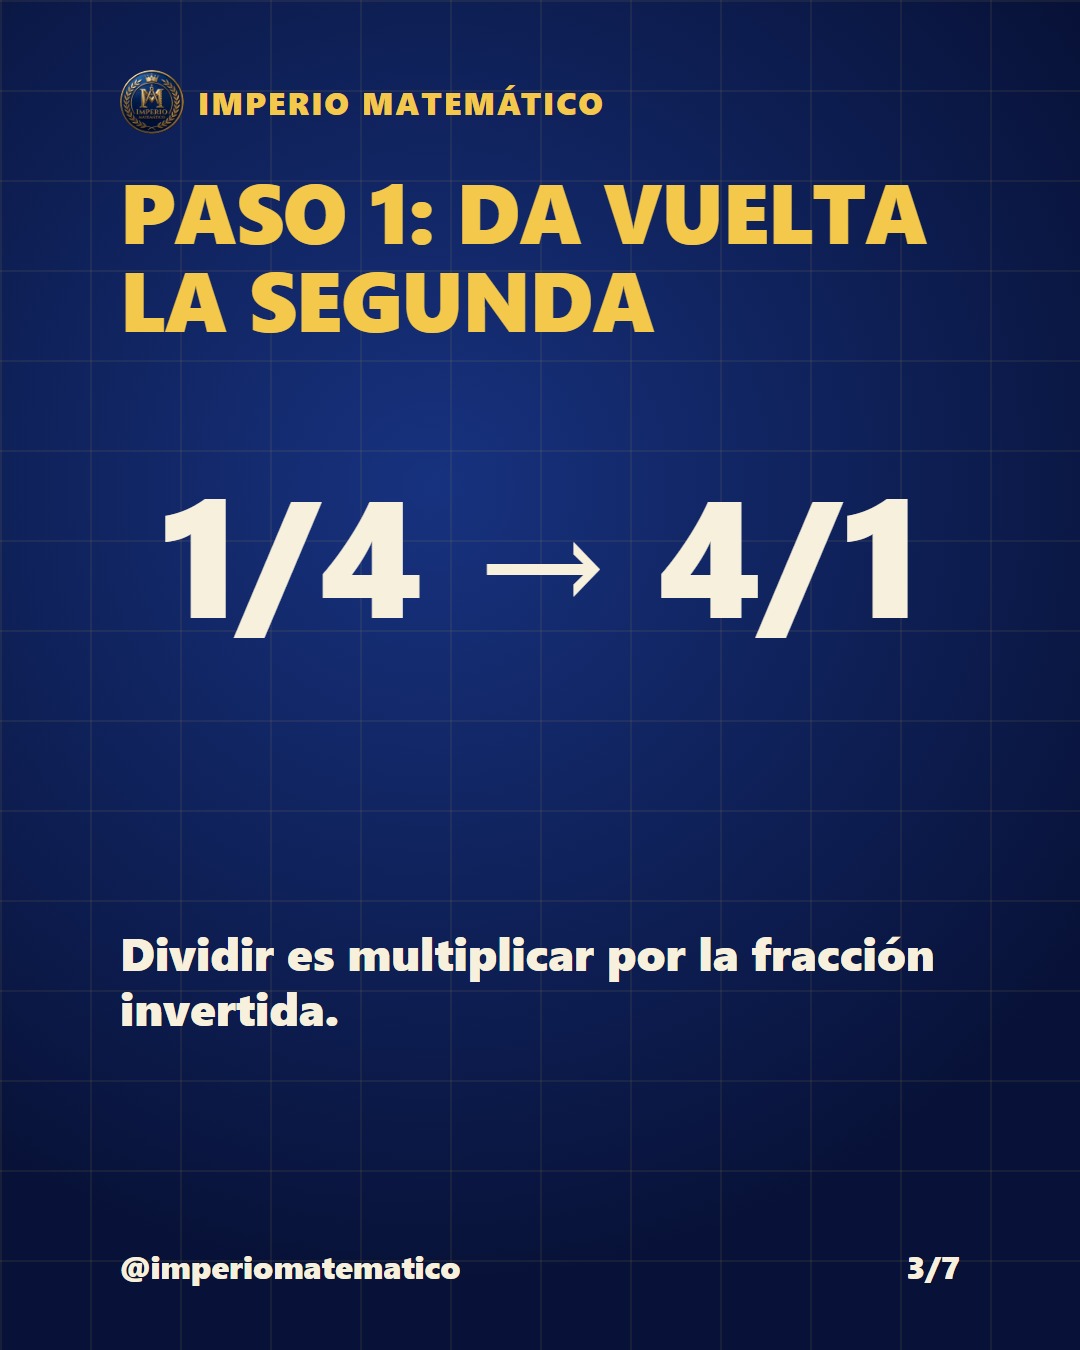 IMPERIO MATEMÁTICO
PASO 1: DA VUELTA
LA SEGUNDA
1/4 → 4/1
Dividir es multiplicar por la fracción
invertida.
@imperiomatematico
3/7